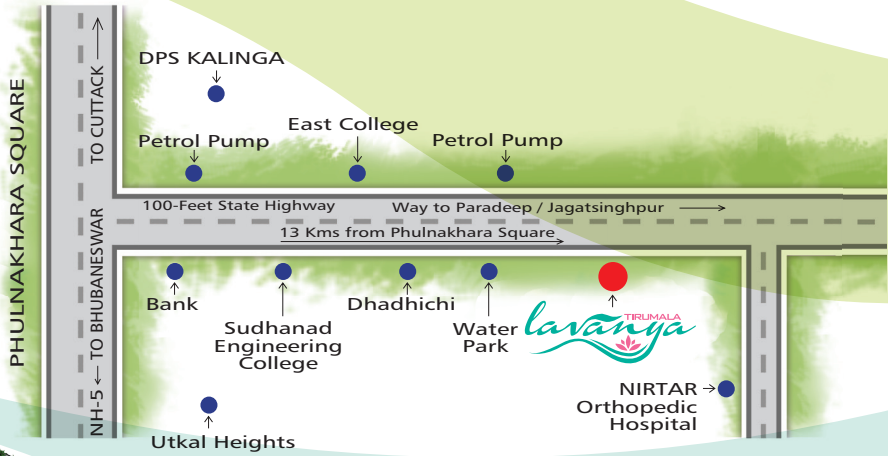 PHULNAKHARA SQUARE
NH-5 ← TO BHUBANESWAR
TO CUTTACK →
DPS KALINGA
Petrol Pump
East College
Petrol Pump
100-Feet State Highway
Way to Paradeep / Jagatsinghpur →
13 Kms from Phulnakhara Square
Bank
Sudhanad
Engineering
College
Dhadhichi
Water
Park
TIRUMALA
lavanya
NIRTAR →
Orthopedic
Hospital
Utkal Heights